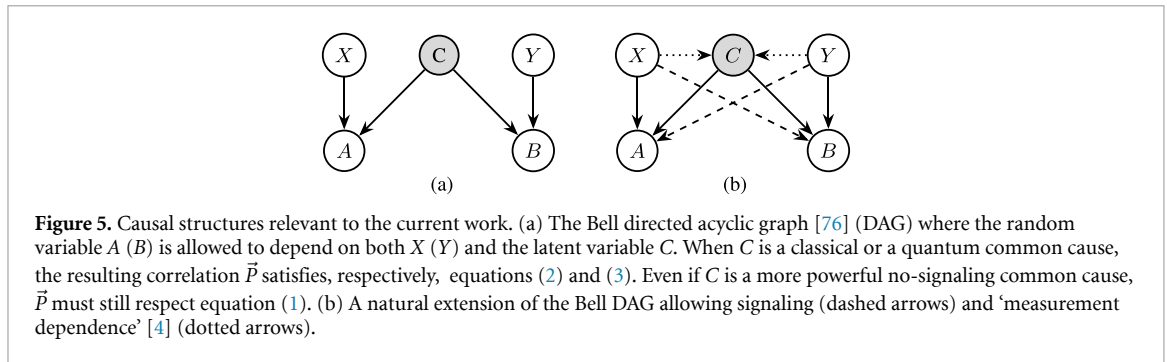 X C Y X C Y
A B A B
(a) (b)
Figure 5. Causal structures relevant to the current work. (a) The Bell directed acyclic graph [76] (DAG) where the random
variable A (B) is allowed to depend on both X (Y) and the latent variable C. When C is a classical or a quantum common cause,
the resulting correlation P⃗ satisfies, respectively, equations (2) and (3). Even if C is a more powerful no-signaling common cause,
P⃗ must still respect equation (1). (b) A natural extension of the Bell DAG allowing signaling (dashed arrows) and ‘measurement
dependence’ [4] (dotted arrows).